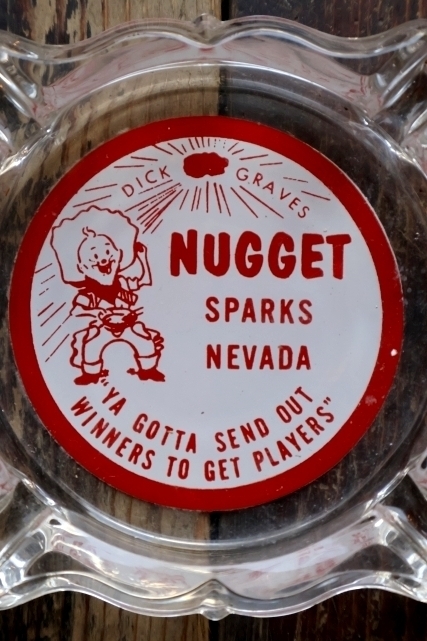 DICK GRAVES
NUGGET
SPARKS
NEVADA
"YA GOTTA SEND OUT
WINNERS TO GET PLAYERS"